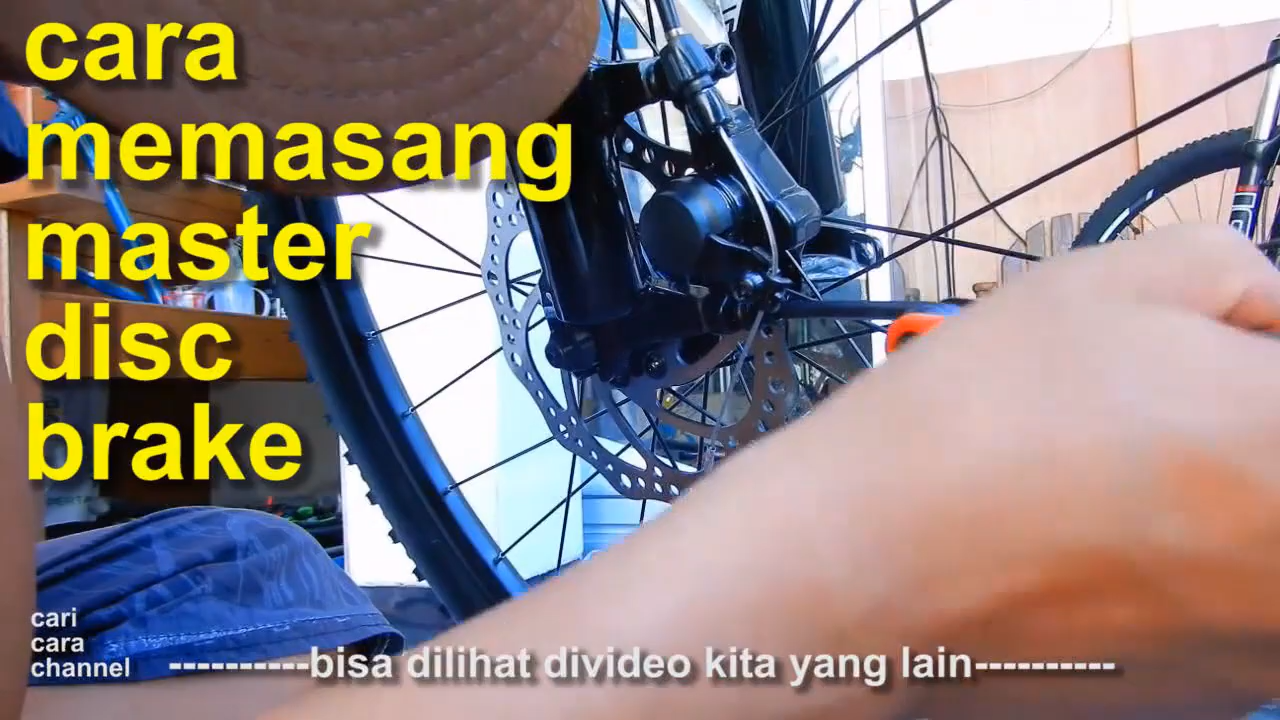 cara
memasang
master
disc
brake
cari
cara
channel
----------bisa dilihat divideo kita yang lain----------